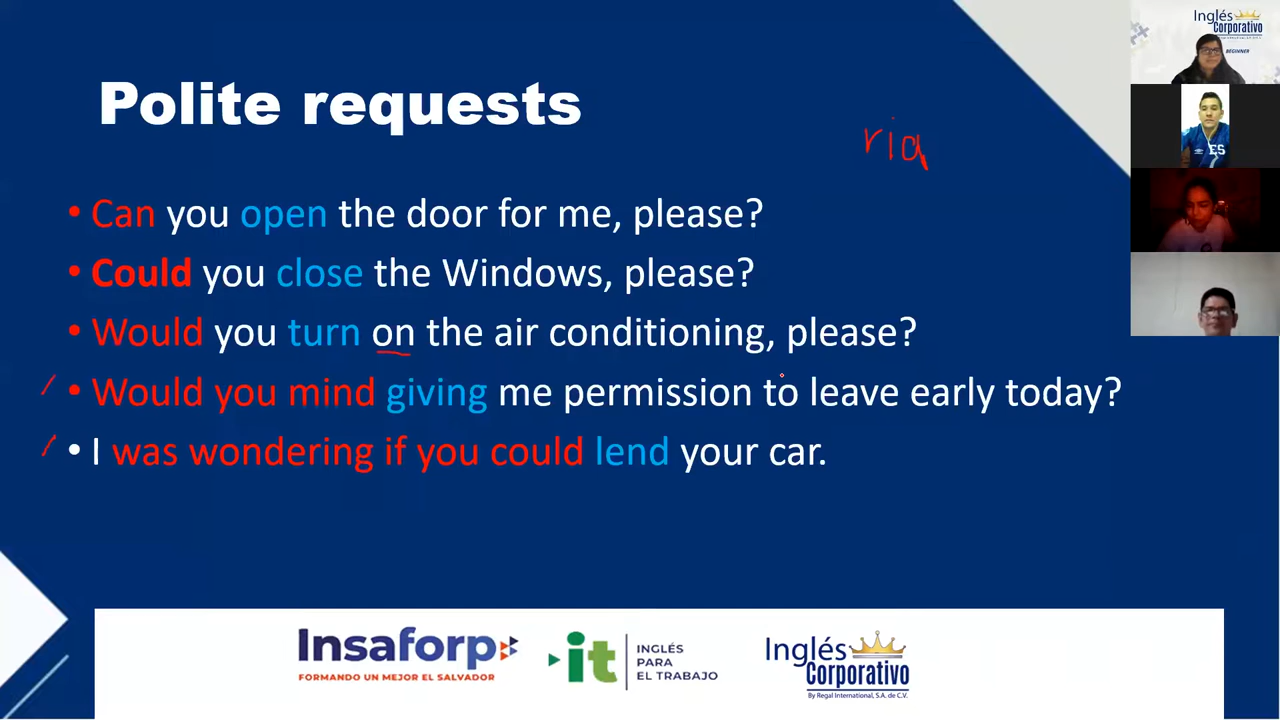 Polite requests
ria
• Can you open the door for me, please?
• Could you close the Windows, please?
• Would you turn on the air conditioning, please?
• Would you mind giving me permission to leave early today?
• I was wondering if you could lend your car.
Insaforp
FORMANDO UN MEJOR EL SALVADOR
it
INGLÉS
PARA
EL TRABAJO
Inglés
Corporativo
By Regal International, S.A. de C.V.
Inglés
Corporativo
BEGINNER
ES